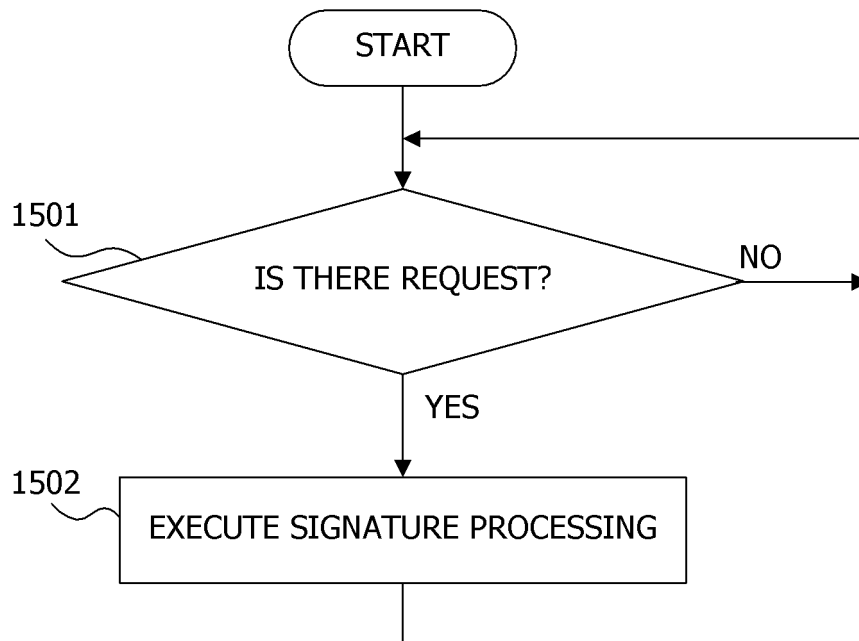 START
1501
IS THERE REQUEST?
NO
YES
1502
EXECUTE SIGNATURE PROCESSING